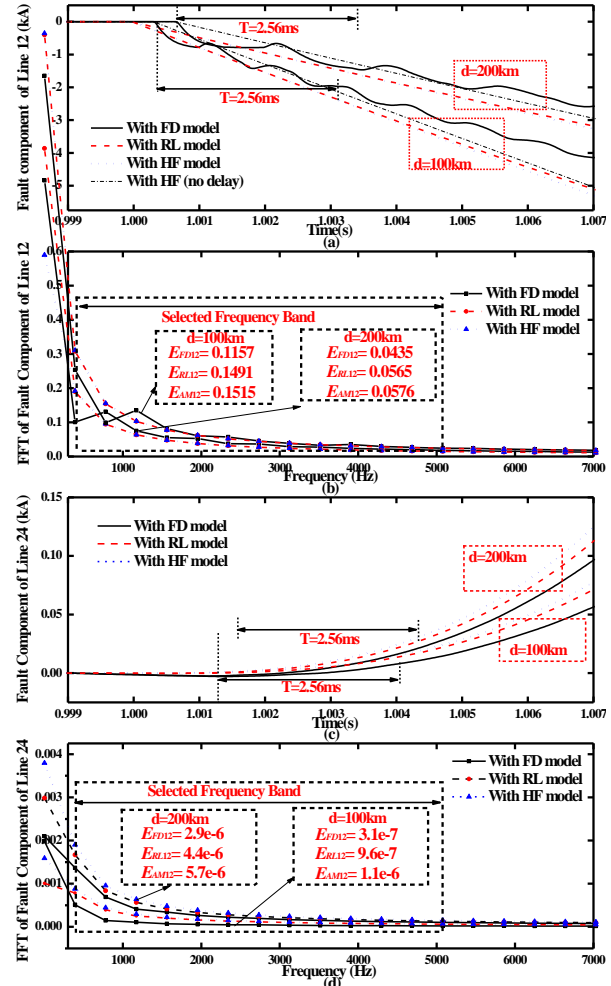 Fault component of Line 12 (kA)
T=2.56ms
T=2.56ms
d=200km
d=100km
With FD model
With RL model
With HF model
With HF (no delay)
0
-1
-2
-3
-4
-5
0.999 1.000 1.001 1.002 1.003 1.004 1.005 1.006 1.007
Time(s)
(a)
FFT of Fault Component of Line 12
0.6
0.5
0.4
0.3
0.2
0.1
0.0
Selected Frequency Band
With FD model
With RL model
With HF model
d=100km
EFD12= 0.1157
ERL12= 0.1491
EAM12= 0.1515
d=200km
EFD12= 0.0435
ERL12= 0.0565
EAM12= 0.0576
1000 2000 3000 4000 5000 6000 7000
Frequency (Hz)
(b)
Fault Component of Line 24 (kA)
0.15
0.10
0.05
0.00
With FD model
With RL model
With HF model
d=200km
T=2.56ms
d=100km
T=2.56ms
0.999 1.000 1.001 1.002 1.003 1.004 1.005 1.006 1.007
Time(s)
(c)
FFT of Fault Component of Line 24
0.004
0.003
0.002
0.001
0.000
With FD model
With RL model
With HF model
Selected Frequency Band
d=200km
EFD12= 2.9e-6
ERL12= 4.4e-6
EAM12= 5.7e-6
d=100km
EFD12= 3.1e-7
ERL12= 9.6e-7
EAM12= 1.1e-6
1000 2000 3000 4000 5000 6000 7000
Frequency (Hz)
(d)